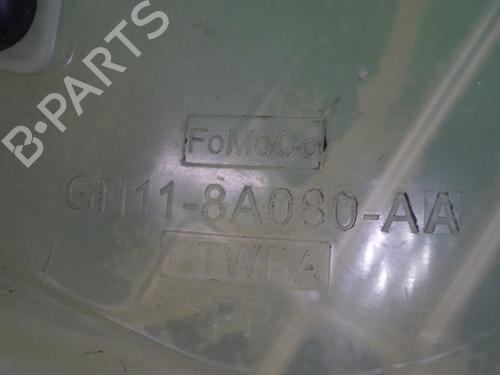 B-PARTS
FoMoCo
GN11-8A080-AA
CTWBA
>PP<